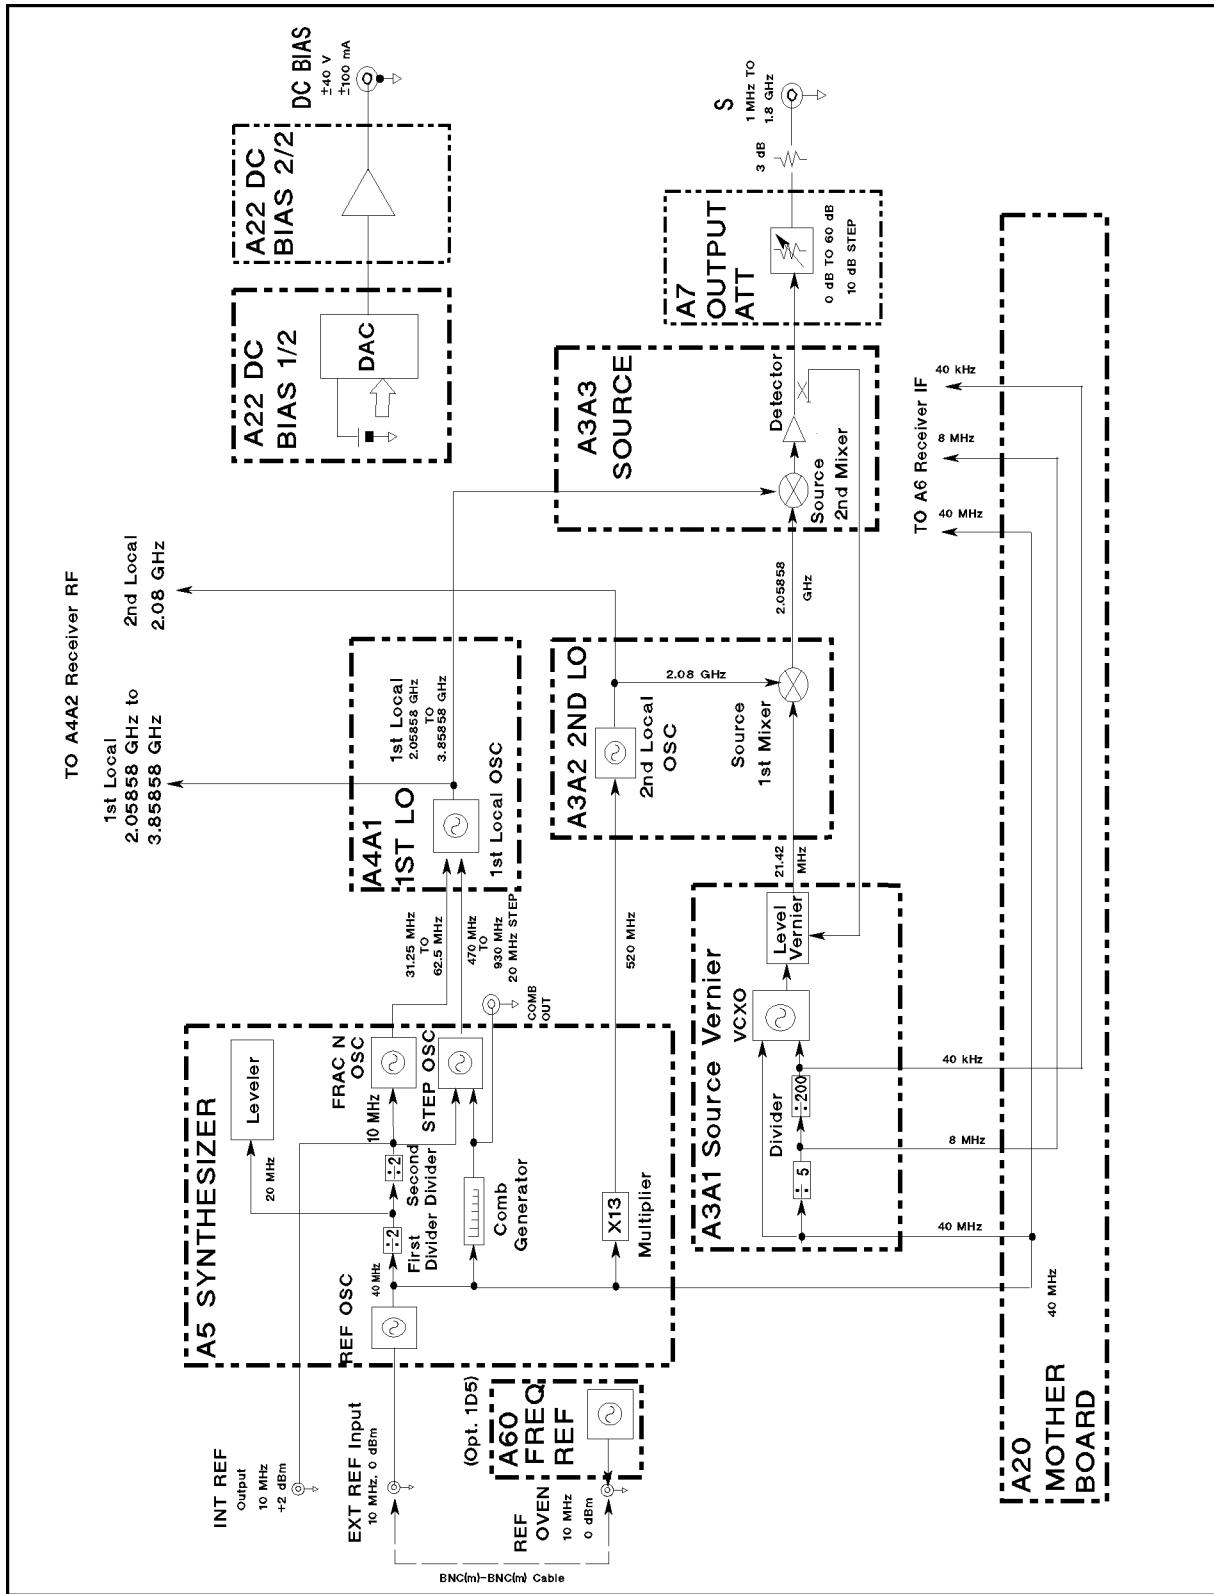 DC BIAS
±40 V
±100 mA
A22 DC
BIAS 2/2
A22 DC
BIAS 1/2
DAC
S
1 MHz TO
1.8 GHz
3 dB
A7
OUTPUT
ATT
0 dB TO 60 dB
10 dB STEP
A3A3
SOURCE
Detector
Source
2nd Mixer
TO A6 Receiver IF
40 kHz
8 MHz
40 MHz
TO A4A2 Receiver RF
2nd Local
2.08 GHz
1st Local
2.05858 GHz to
3.85858 GHz
A4A1
1ST LO
1st Local
2.05858 GHz
TO
3.85858 GHz
1st Local OSC
2.05858
GHz
A3A2 2ND LO
2.08 GHz
2nd Local
OSC
Source
1st Mixer
31.25 MHz
TO
62.5 MHz
470 MHz
TO
930 MHz
20 MHz STEP
COMB
OUT
520 MHz
21.42
MHz
A5 SYNTHESIZER
Leveler
20 MHz
FRAC N
OSC
10 MHz
STEP OSC
÷2
Second
Divider
÷2
First
Divider
40 MHz
REF OSC
Comb
Generator
X13
Multiplier
A3A1 Source Vernier
Level
Vernier
VCXO
÷200
Divider
÷ 5
40 kHz
8 MHz
40 MHz
40 MHz
INT REF
Output
10 MHz
+2 dBm
EXT REF Input
10 MHz, 0 dBm
(Opt. 1D5)
A60
FREQ
REF
REF
OVEN
10 MHz
0 dBm
BNC(m)-BNC(m) Cable
A20
MOTHER
BOARD